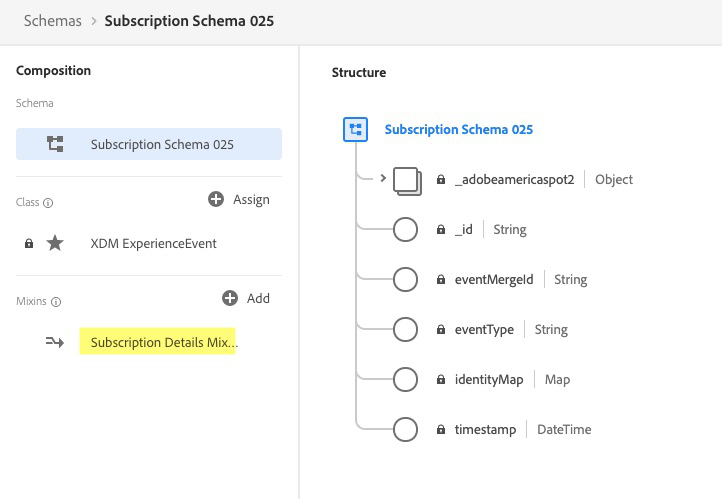 Schemas > Subscription Schema 025
Composition
Schema
Subscription Schema 025
Class
Assign
XDM ExperienceEvent
Mixins
Add
Subscription Details Mix...
Structure
Subscription Schema 025
_adobeamericaspot2 Object
_id String
eventMergeId String
eventType String
identityMap Map
timestamp DateTime